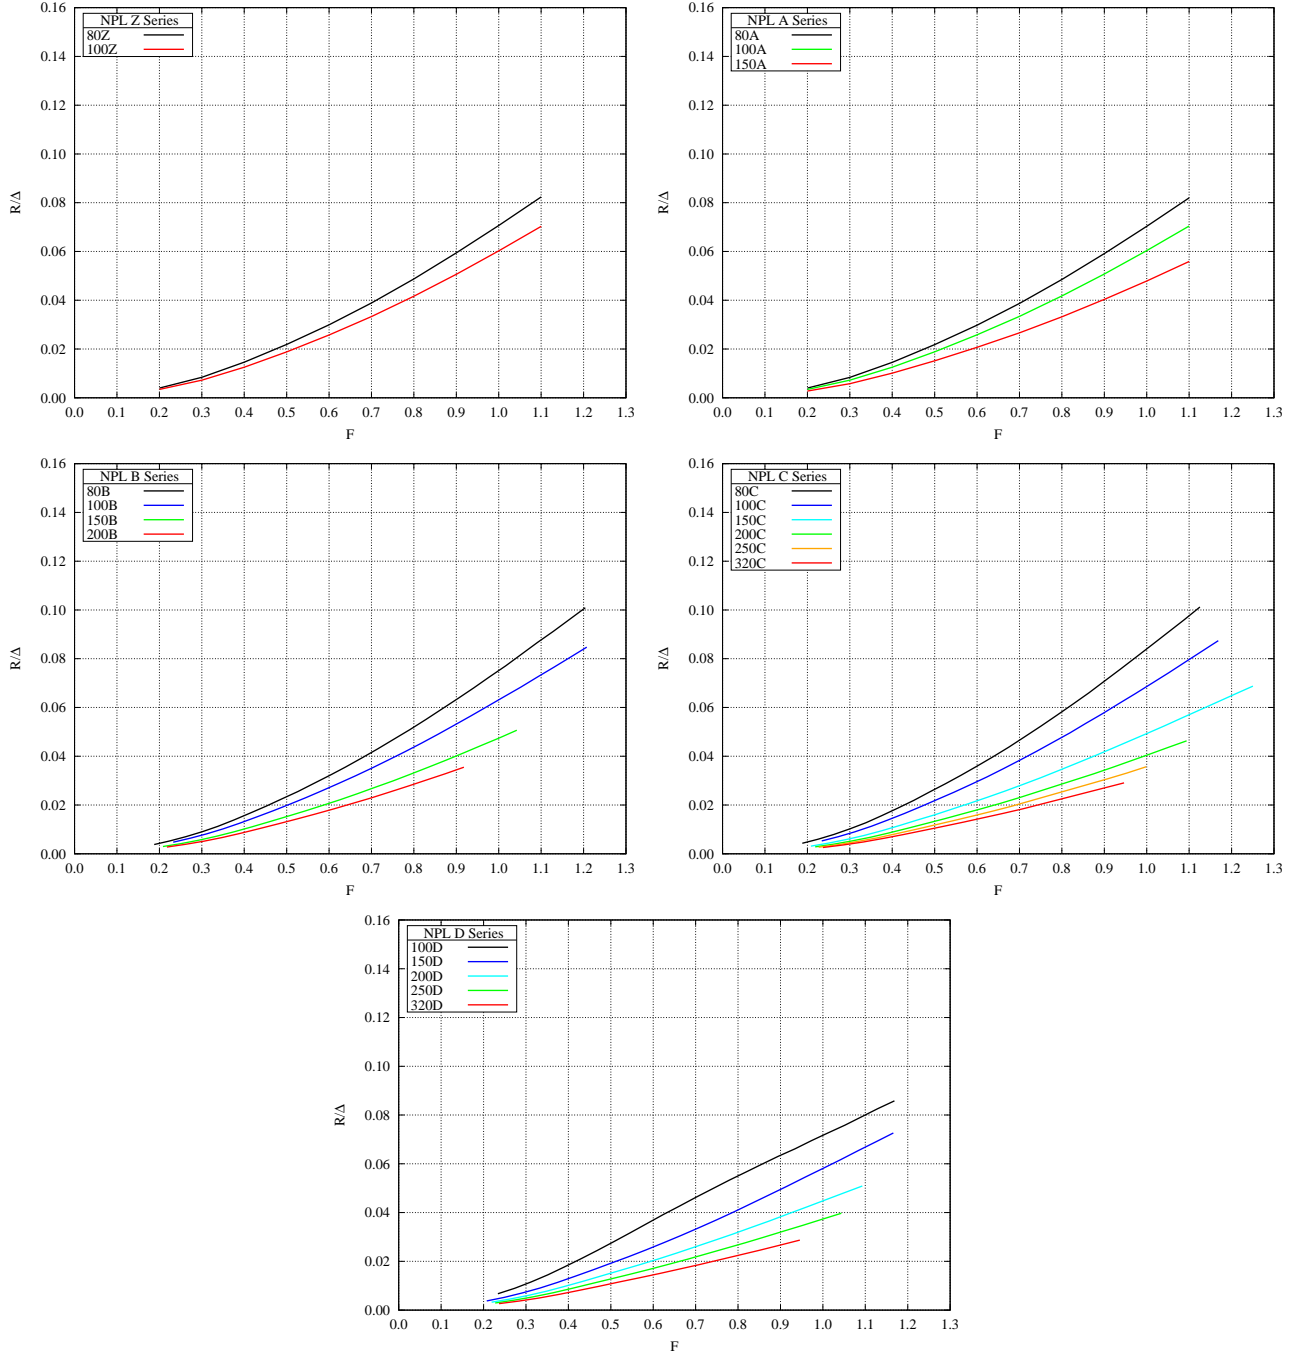 NPL Z Series
80Z
100Z
0.16
0.14
0.12
0.10
0.08
0.06
0.04
0.02
0.00
R/Δ
0.0 0.1 0.2 0.3 0.4 0.5 0.6 0.7 0.8 0.9 1.0 1.1 1.2 1.3
F
NPL A Series
80A
100A
150A
0.16
0.14
0.12
0.10
0.08
0.06
0.04
0.02
0.00
R/Δ
0.0 0.1 0.2 0.3 0.4 0.5 0.6 0.7 0.8 0.9 1.0 1.1 1.2 1.3
F
NPL B Series
80B
100B
150B
200B
0.16
0.14
0.12
0.10
0.08
0.06
0.04
0.02
0.00
R/Δ
0.0 0.1 0.2 0.3 0.4 0.5 0.6 0.7 0.8 0.9 1.0 1.1 1.2 1.3
F
NPL C Series
80C
100C
150C
200C
250C
320C
0.16
0.14
0.12
0.10
0.08
0.06
0.04
0.02
0.00
R/Δ
0.0 0.1 0.2 0.3 0.4 0.5 0.6 0.7 0.8 0.9 1.0 1.1 1.2 1.3
F
NPL D Series
100D
150D
200D
250D
320D
0.16
0.14
0.12
0.10
0.08
0.06
0.04
0.02
0.00
R/Δ
0.0 0.1 0.2 0.3 0.4 0.5 0.6 0.7 0.8 0.9 1.0 1.1 1.2 1.3
F